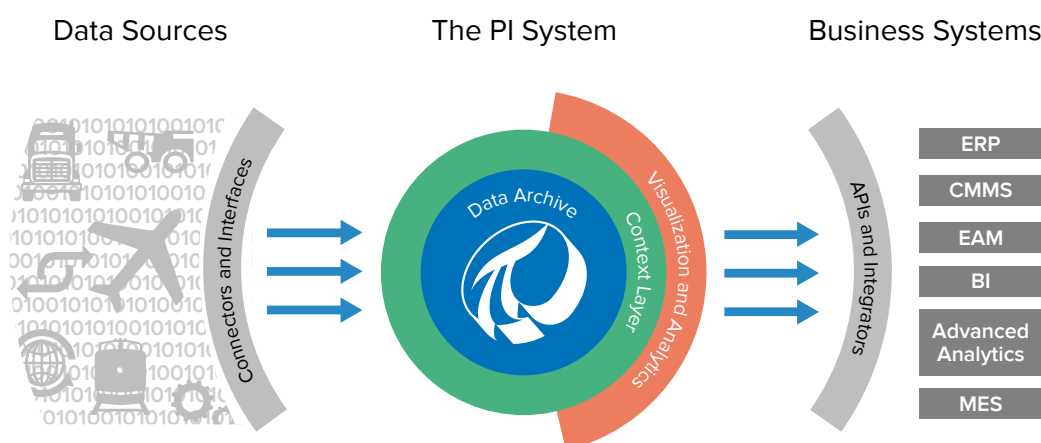 Data Sources
The PI System
Business Systems
Connectors and Interfaces
Data Archive
Context Layer
Visualization and Analytics
APIs and Integrators
ERP
CMMS
EAM
BI
Advanced
Analytics
MES